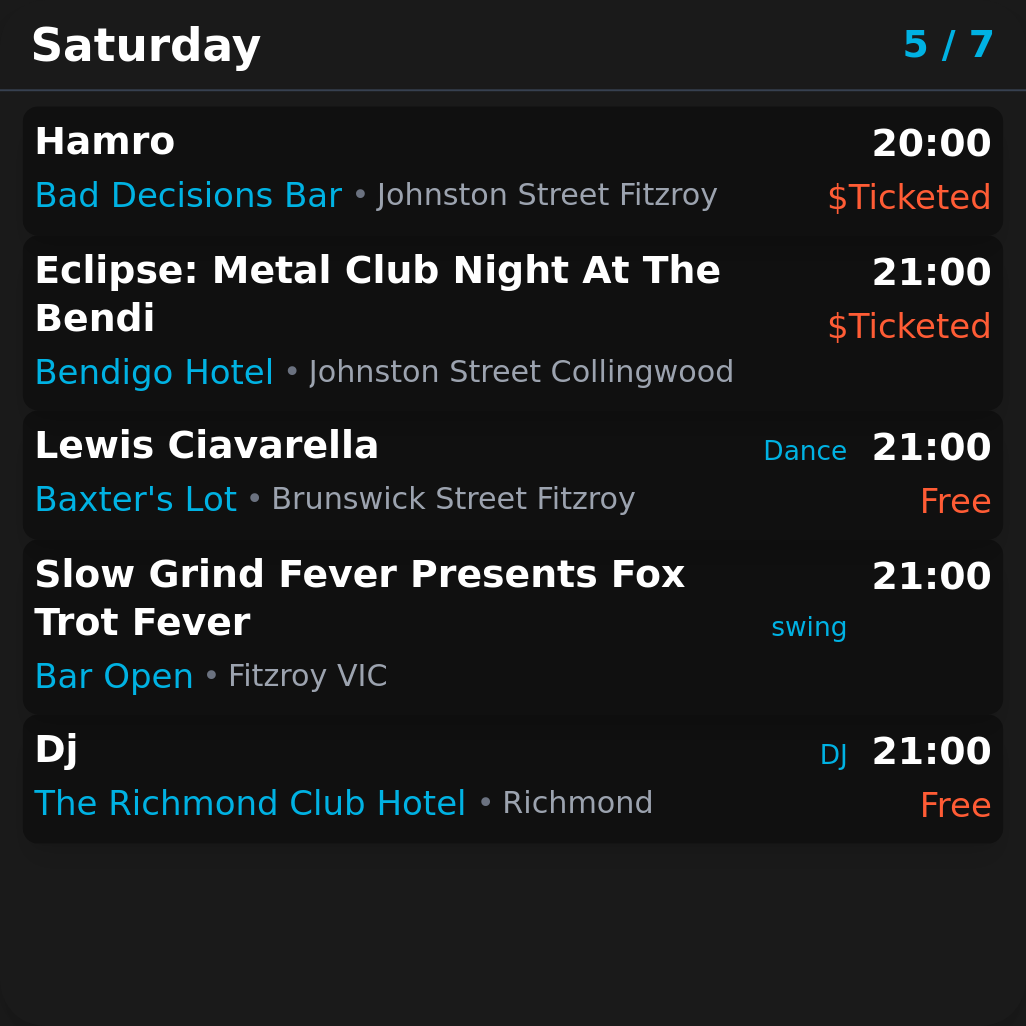 Saturday
5 / 7
Hamro
20:00
Bad Decisions Bar • Johnston Street Fitzroy
$Ticketed
Eclipse: Metal Club Night At The
Bendi
21:00
$Ticketed
Bendigo Hotel • Johnston Street Collingwood
Lewis Ciavarella
Dance 21:00
Baxter's Lot • Brunswick Street Fitzroy
Free
Slow Grind Fever Presents Fox
Trot Fever
swing
21:00
Bar Open • Fitzroy VIC
Dj
DJ 21:00
The Richmond Club Hotel • Richmond
Free